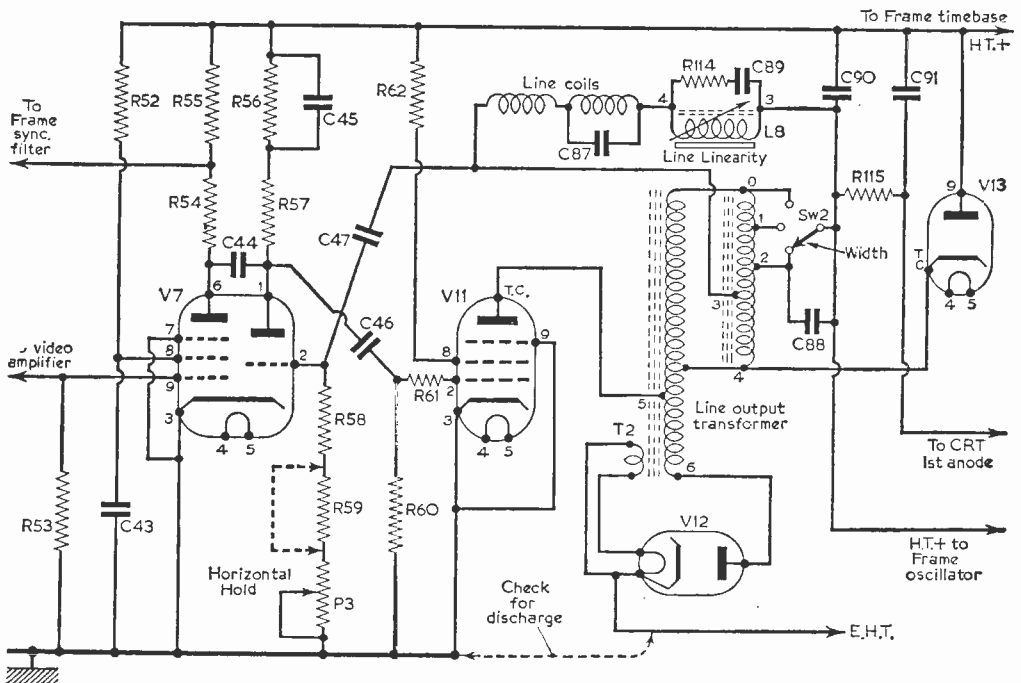 To Frame timebase
H.T.+
R52
R55
R56
C45
R62
Line coils
C87
R114
C89
4
3
L8
Line Linearity
C90
C91
To
Frame
sync.
filter
R54
R57
C44
C47
0
1
2
3
4
Sw2
Width
R115
9
V13
T.C.
4
5
C88
V7
6
1
7
8
9
2
3
4
5
video
amplifier
C46
V11
T.C.
9
8
2
3
4
5
R61
5
Line output
transformer
T2
6
R58
R59
R60
R53
C43
Horizontal
Hold
P3
V12
To CRT
1st anode
H.T.+ to
Frame
oscillator
Check
for
discharge
E.H.T.